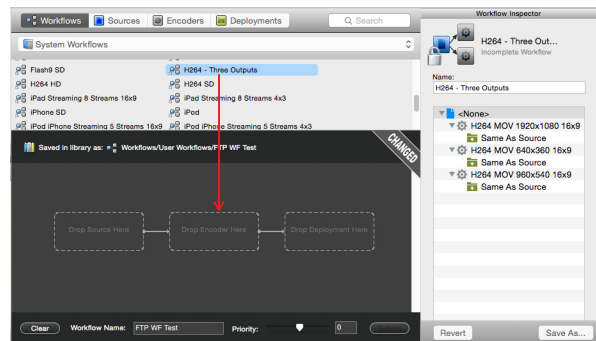 Workflows
Sources
Encoders
Deployments
Search
System Workflows
Flash9 SD
H264 - Three Outputs
H264 HD
H264 SD
iPad Streaming 8 Streams 16x9
iPad Streaming 8 Streams 4x3
iPhone SD
iPod
iPod iPhone Streaming 5 Streams 16x9
iPod iPhone Streaming 5 Streams 4x3
Saved in library as: Workflows/User Workflows/FTP WF Test
CHANGED
Drop Source Here
Drop Encoder Here
Drop Deployment Here
Clear
Workflow Name:
FTP WF Test
Priority:
0
Workflow Inspector
H264 - Three Out...
Incomplete Workflow
Name:
H264 - Three Outputs
<None>
H264 MOV 1920x1080 16x9
Same As Source
H264 MOV 640x360 16x9
Same As Source
H264 MOV 960x540 16x9
Same As Source
Revert
Save As...